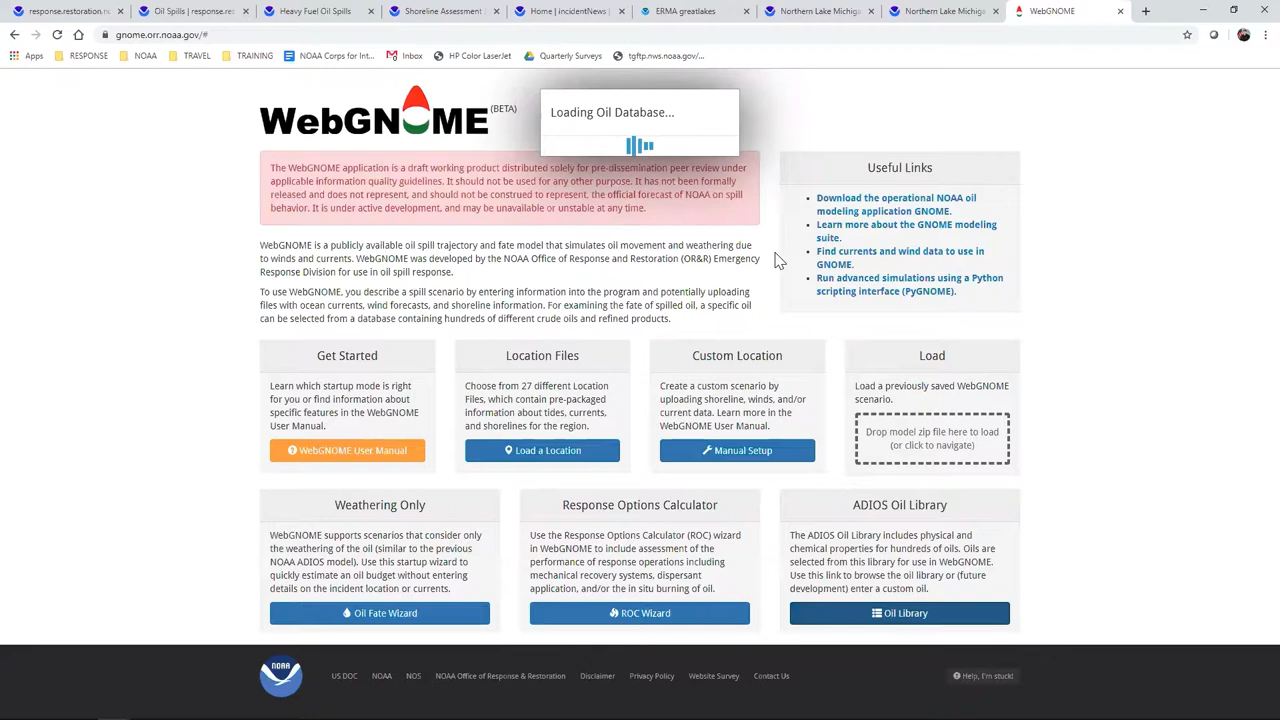 response.restoration.nc
Oil Spills | response.res
Heavy Fuel Oil Spills
Shoreline Assessment
Home | incidentNews |
ERMA greatlakes
Northern Lake Michiga
Northern Lake Michiga
WebGNOME
gnome.orr.noaa.gov/#
Apps RESPONSE NOAA TRAVEL TRAINING NOAA Corps for Int... Inbox HP Color LaserJet Quarterly Surveys tgftp.nws.noaa.gov/...
WebGNOME (BETA)
Loading Oil Database...
The WebGNOME application is a draft working product distributed solely for pre-dissemination peer review under
applicable information quality guidelines. It should not be used for any other purpose. It has not been formally
released and does not represent, and should not be construed to represent, the official forecast of NOAA on spill
behavior. It is under active development, and may be unavailable or unstable at any time.
WebGNOME is a publicly available oil spill trajectory and fate model that simulates oil movement and weathering due
to winds and currents. WebGNOME was developed by the NOAA Office of Response and Restoration (OR&R) Emergency
Response Division for use in oil spill response.
To use WebGNOME, you describe a spill scenario by entering information into the program and potentially uploading
files with ocean currents, wind forecasts, and shoreline information. For examining the fate of spilled oil, a specific oil
can be selected from a database containing hundreds of different crude oils and refined products.
Useful Links
Download the operational NOAA oil
modeling application GNOME.
Learn more about the GNOME modeling
suite.
Find currents and wind data to use in
GNOME.
Run advanced simulations using a Python
scripting interface (PyGNOME).
Get Started
Learn which startup mode is right
for you or find information about
specific features in the WebGNOME
User Manual.
WebGNOME User Manual
Location Files
Choose from 27 different Location
Files, which contain pre-packaged
information about tides, currents,
and shorelines for the region.
Load a Location
Custom Location
Create a custom scenario by
uploading shoreline, winds, and/or
current data. Learn more in the
WebGNOME User Manual.
Manual Setup
Load
Load a previously saved WebGNOME
scenario.
Drop model zip file here to load
(or click to navigate)
Weathering Only
WebGNOME supports scenarios that consider only
the weathering of the oil (similar to the previous
NOAA ADIOS model). Use this startup wizard to
quickly estimate an oil budget without entering
details on the incident location or currents.
Oil Fate Wizard
Response Options Calculator
Use the Response Options Calculator (ROC) wizard
in WebGNOME to include assessment of the
performance of response operations including
mechanical recovery systems, dispersant
application, and/or the in situ burning of oil.
ROC Wizard
ADIOS Oil Library
The ADIOS Oil Library includes physical and
chemical properties for hundreds of oils. Oils are
selected from this library for use in WebGNOME.
Use this link to browse the oil library or (future
development) enter a custom oil.
Oil Library
NOAA
US DOC NOAA NOS NOAA Office of Response & Restoration Disclaimer Privacy Policy Website Survey Contact Us
Help, I'm stuck!